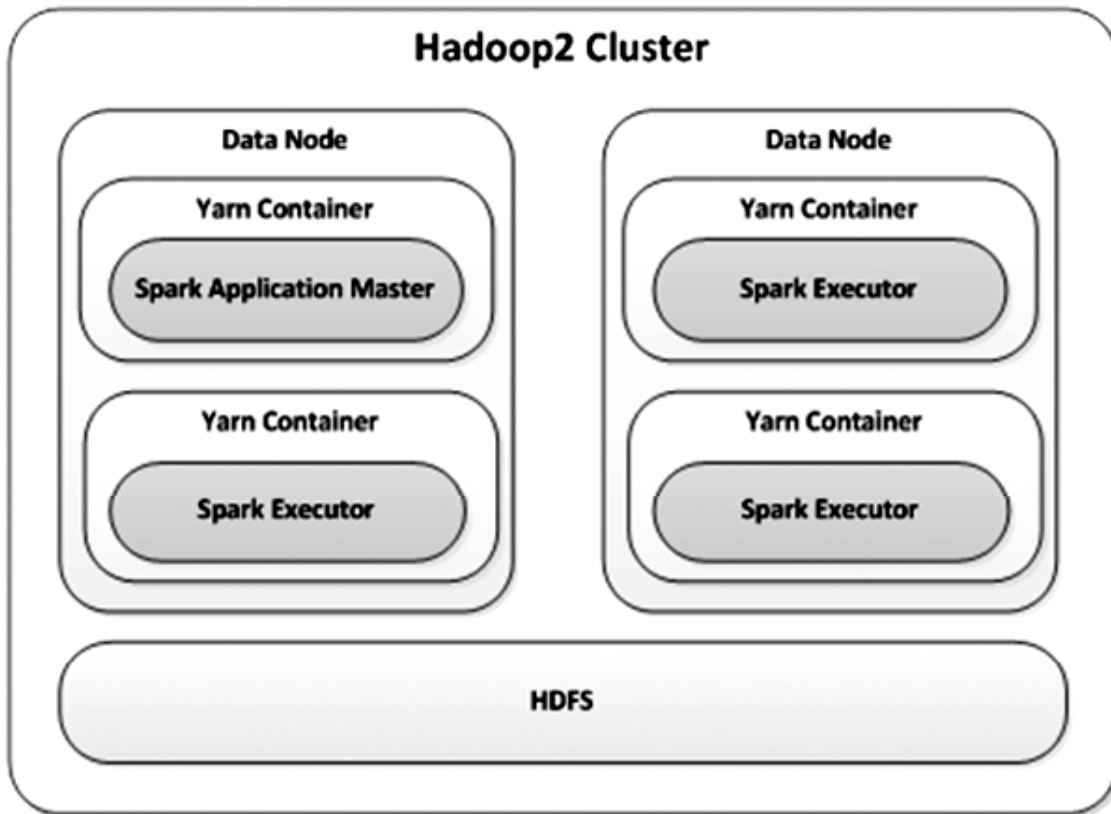 Hadoop2 Cluster
Data Node
Yarn Container
Spark Application Master
Yarn Container
Spark Executor
Data Node
Yarn Container
Spark Executor
Yarn Container
Spark Executor
HDFS